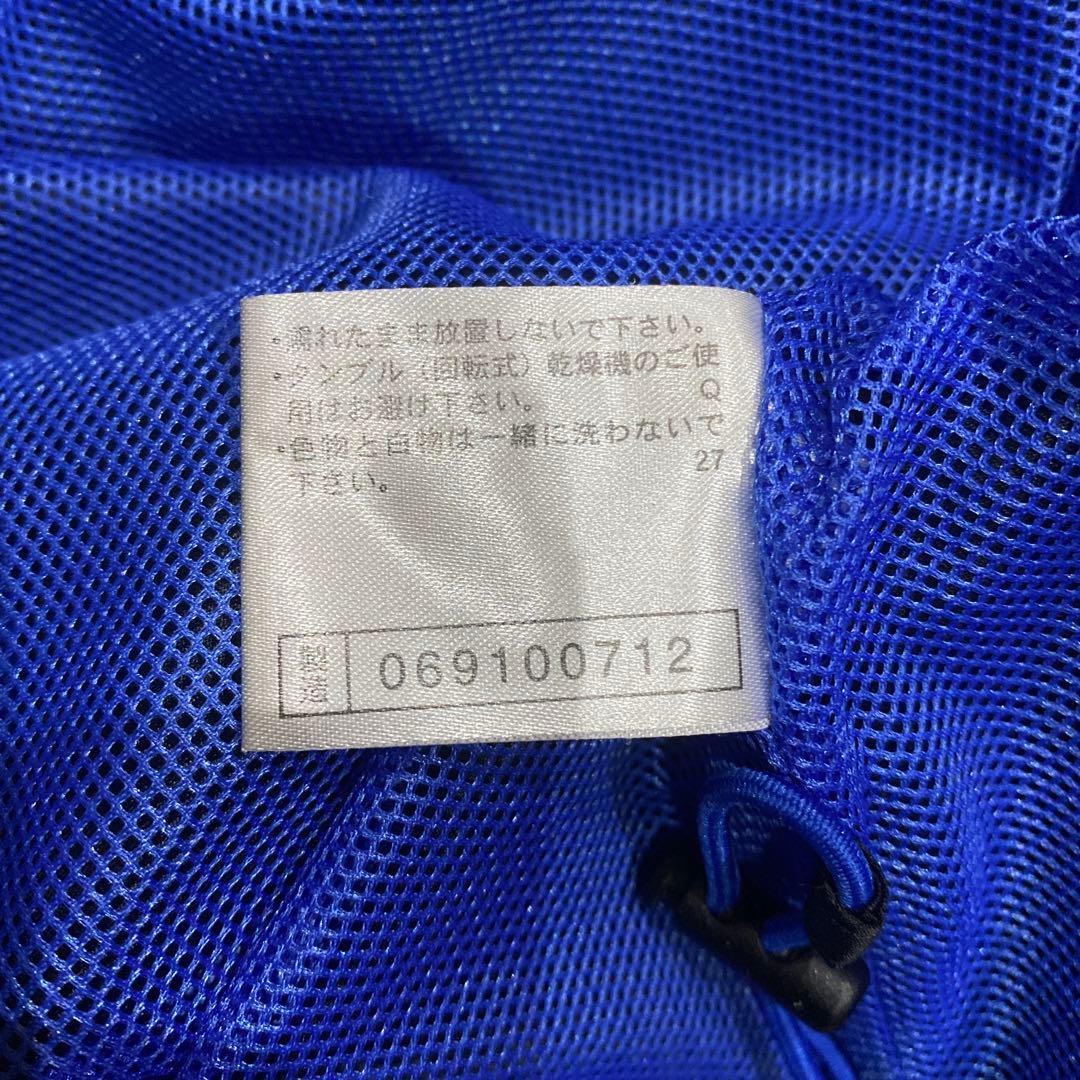 ・濡れたまま放置しないで下さい。
・タンブル（回転式）乾燥機のご使
用はお避け下さい。 Q
・色物と白物は一緒に洗わないで
下さい。 27
製造 069100712